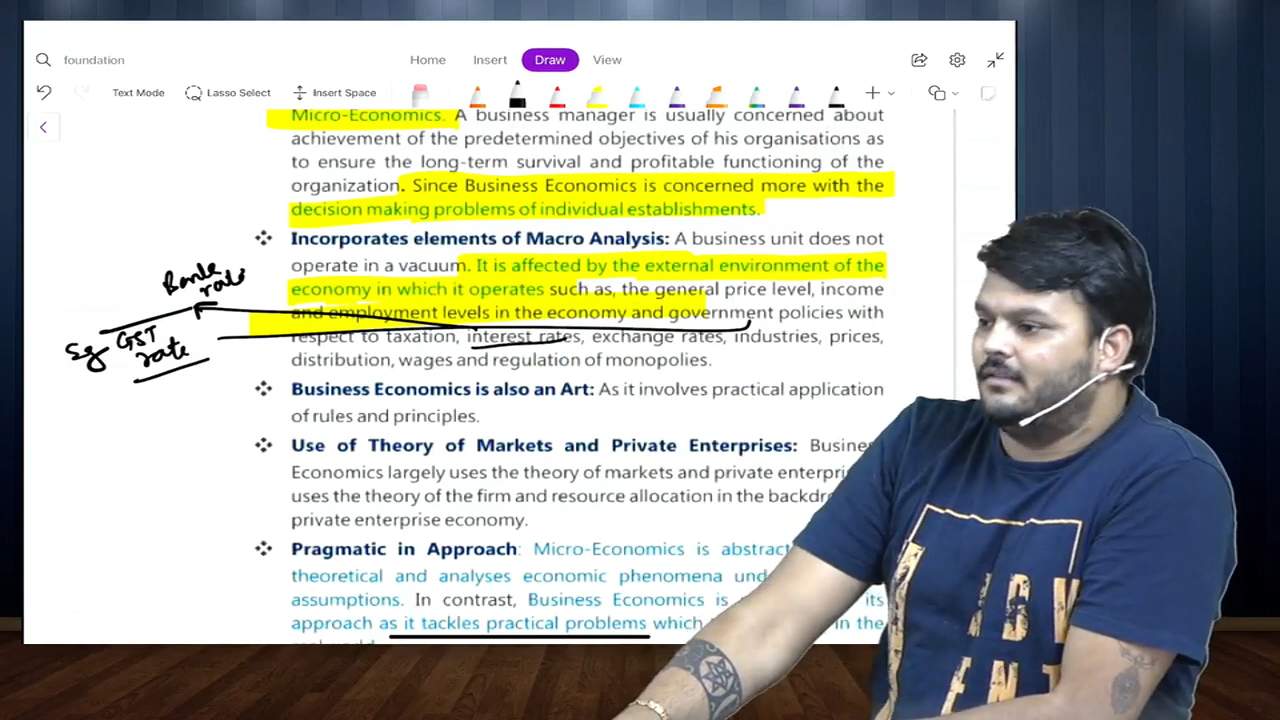 foundation
Home Insert Draw View
Text Mode Lasso Select Insert Space
Micro-Economics. A business manager is usually concerned about
achievement of the predetermined objectives of his organisations as
to ensure the long-term survival and profitable functioning of the
organization. Since Business Economics is concerned more with the
decision making problems of individual establishments.
❖ Incorporates elements of Macro Analysis: A business unit does not
operate in a vacuum. It is affected by the external environment of the
economy in which it operates such as, the general price level, income
and employment levels in the economy and government policies with
respect to taxation, interest rates, exchange rates, industries, prices,
distribution, wages and regulation of monopolies.
Bank
rate
Eg GST
rate
❖ Business Economics is also an Art: As it involves practical application
of rules and principles.
❖ Use of Theory of Markets and Private Enterprises:
Economics largely uses the theory of markets and private
uses the theory of the firm and resource allocation in the
private enterprise economy.
❖ Pragmatic in Approach: Micro-Economics is abstract
theoretical and analyses economic phenomena
assumptions. In contrast, Business Economics is its
approach as it tackles practical problems which in the